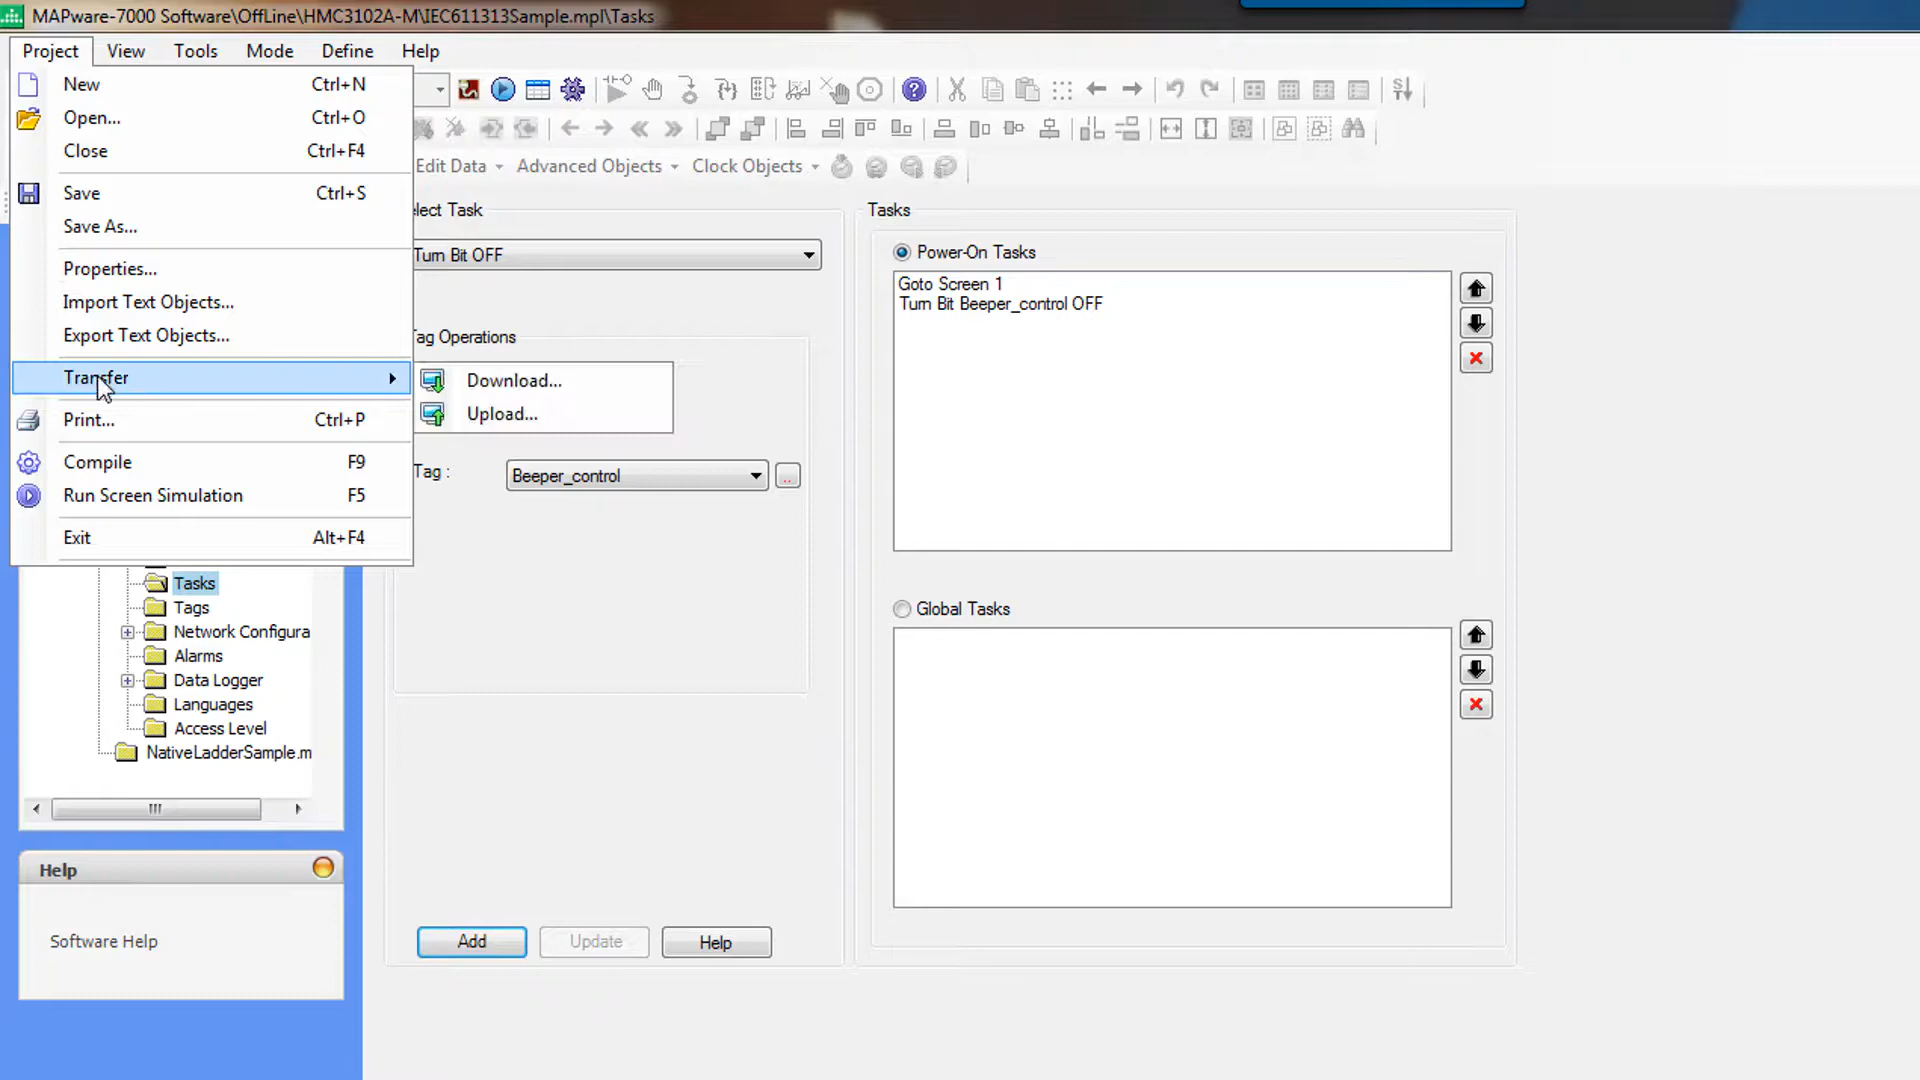 MAPware-7000 Software\OffLine\HMC3102A-M\IEC611313Sample.mpl\Tasks
Project View Tools Mode Define Help
New Ctrl+N
Open... Ctrl+O
Close Ctrl+F4
Save Ctrl+S
Save As...
Properties...
Import Text Objects...
Export Text Objects...
Transfer
Print... Ctrl+P
Compile F9
Run Screen Simulation F5
Exit Alt+F4
Download...
Upload...
Edit Data Advanced Objects Clock Objects
lect Task
Turn Bit OFF
Tag Operations
Tag :
Beeper_control
Tasks
Power-On Tasks
Goto Screen 1
Turn Bit Beeper_control OFF
Global Tasks
Tasks
Tags
Network Configura
Alarms
Data Logger
Languages
Access Level
NativeLadderSample.m
Help
Software Help
Add Update Help